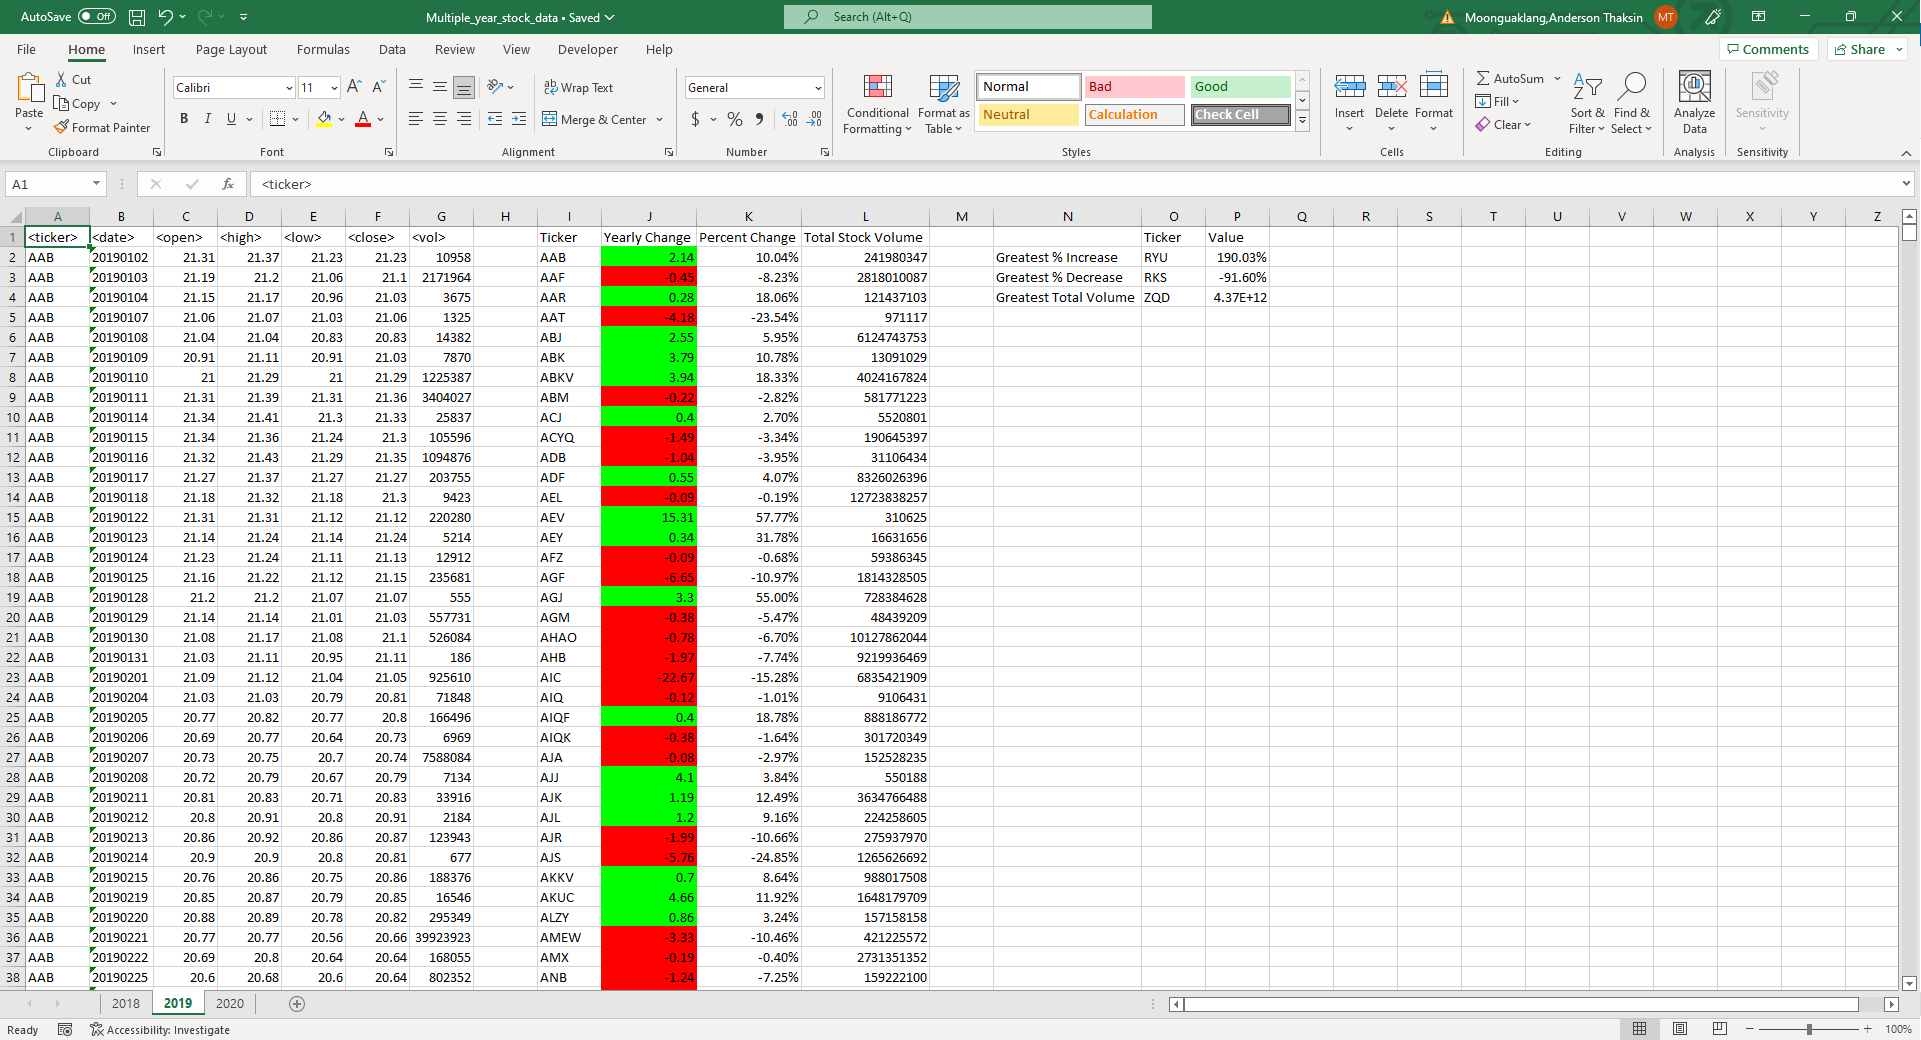 AutoSave Off Multiple_year_stock_data • Saved Search (Alt+Q) Moonguaklang,Anderson Thaksin MT
File Home Insert Page Layout Formulas Data Review View Developer Help Comments Share
Paste Cut Copy Format Painter Clipboard
Calibri 11 B I U A Font
Wrap Text Merge & Center Alignment
General $ % Number
Conditional Formatting Format as Table Normal Bad Good Neutral Calculation Check Cell Styles
Insert Delete Format Cells
AutoSum Fill Clear Sort & Filter Find & Select Editing
Analyze Data Analysis Sensitivity Sensitivity
A1 fx <ticker>
A B C D E F G H I J K L M N O P Q R S T U V W X Y Z
1 <ticker> <date> <open> <high> <low> <close> <vol> Ticker Yearly Change Percent Change Total Stock Volume Ticker Value
2 AAB 20190102 21.31 21.37 21.23 21.23 10958 AAB 2.14 10.04% 241980347 Greatest % Increase RYU 190.03%
3 AAB 20190103 21.19 21.2 21.06 21.1 2171964 AAF -0.45 -8.23% 2818010087 Greatest % Decrease RKS -91.60%
4 AAB 20190104 21.15 21.17 20.96 21.03 3675 AAR 0.28 18.06% 121437103 Greatest Total Volume ZQD 4.37E+12
5 AAB 20190107 21.06 21.07 21.03 21.06 1325 AAT -4.18 -23.54% 971117
6 AAB 20190108 21.04 21.04 20.83 20.83 14382 ABJ 2.55 5.95% 6124743753
7 AAB 20190109 20.91 21.11 20.91 21.03 7870 ABK 3.79 10.78% 13091029
8 AAB 20190110 21 21.29 21 21.29 1225387 ABKV 3.94 18.33% 4024167824
9 AAB 20190111 21.31 21.39 21.31 21.36 3404027 ABM -0.22 -2.82% 581771223
10 AAB 20190114 21.34 21.41 21.3 21.33 25837 ACJ 0.4 2.70% 5520801
11 AAB 20190115 21.34 21.36 21.24 21.3 105596 ACYQ -1.49 -3.34% 190645397
12 AAB 20190116 21.32 21.43 21.29 21.35 1094876 ADB -1.04 -3.95% 31106434
13 AAB 20190117 21.27 21.37 21.27 21.27 203755 ADF 0.55 4.07% 8326026396
14 AAB 20190118 21.18 21.32 21.18 21.3 9423 AEL -0.09 -0.19% 12723838257
15 AAB 20190122 21.31 21.31 21.12 21.12 220280 AEV 15.31 57.77% 310625
16 AAB 20190123 21.14 21.24 21.14 21.24 5214 AEY 0.34 31.78% 16631656
17 AAB 20190124 21.23 21.24 21.11 21.13 12912 AFZ -0.09 -0.68% 59386345
18 AAB 20190125 21.16 21.22 21.12 21.15 235681 AGF -6.65 -10.97% 1814328505
19 AAB 20190128 21.2 21.2 21.07 21.07 555 AGJ 3.3 55.00% 728384628
20 AAB 20190129 21.14 21.14 21.01 21.03 557731 AGM -0.38 -5.47% 48439209
21 AAB 20190130 21.08 21.17 21.08 21.1 526084 AHAO -0.78 -6.70% 10127862044
22 AAB 20190131 21.03 21.11 20.95 21.11 186 AHB -1.97 -7.74% 9219936469
23 AAB 20190201 21.09 21.12 21.04 21.05 925610 AIC -22.67 -15.28% 6835421909
24 AAB 20190204 21.03 21.03 20.79 20.81 71848 AIQ -0.12 -1.01% 9106431
25 AAB 20190205 20.77 20.82 20.77 20.8 166496 AIQF 0.4 18.78% 888186772
26 AAB 20190206 20.69 20.77 20.64 20.73 6969 AIQK -0.38 -1.64% 301720349
27 AAB 20190207 20.73 20.75 20.7 20.74 7588084 AJA -0.08 -2.97% 152528235
28 AAB 20190208 20.72 20.79 20.67 20.79 7134 AJJ 4.1 3.84% 550188
29 AAB 20190211 20.81 20.83 20.71 20.83 33916 AJK 1.19 12.49% 3634766488
30 AAB 20190212 20.8 20.91 20.8 20.91 2184 AJL 1.2 9.16% 224258605
31 AAB 20190213 20.86 20.92 20.86 20.87 123943 AJR -1.99 -10.66% 275937970
32 AAB 20190214 20.9 20.9 20.8 20.81 677 AJS -5.76 -24.85% 1265626692
33 AAB 20190215 20.76 20.86 20.75 20.86 188376 AKKV 0.7 8.64% 988017508
34 AAB 20190219 20.85 20.87 20.79 20.85 16546 AKUC 4.66 11.92% 1648179709
35 AAB 20190220 20.88 20.89 20.78 20.82 295349 ALZY 0.86 3.24% 157158158
36 AAB 20190221 20.77 20.77 20.56 20.66 39923923 AMEW -3.33 -10.46% 421225572
37 AAB 20190222 20.69 20.8 20.64 20.64 168055 AMX -0.19 -0.40% 2731351352
38 AAB 20190225 20.6 20.68 20.6 20.64 802352 ANB -1.24 -7.25% 159222100
2018 2019 2020
Ready Accessibility: Investigate 100%